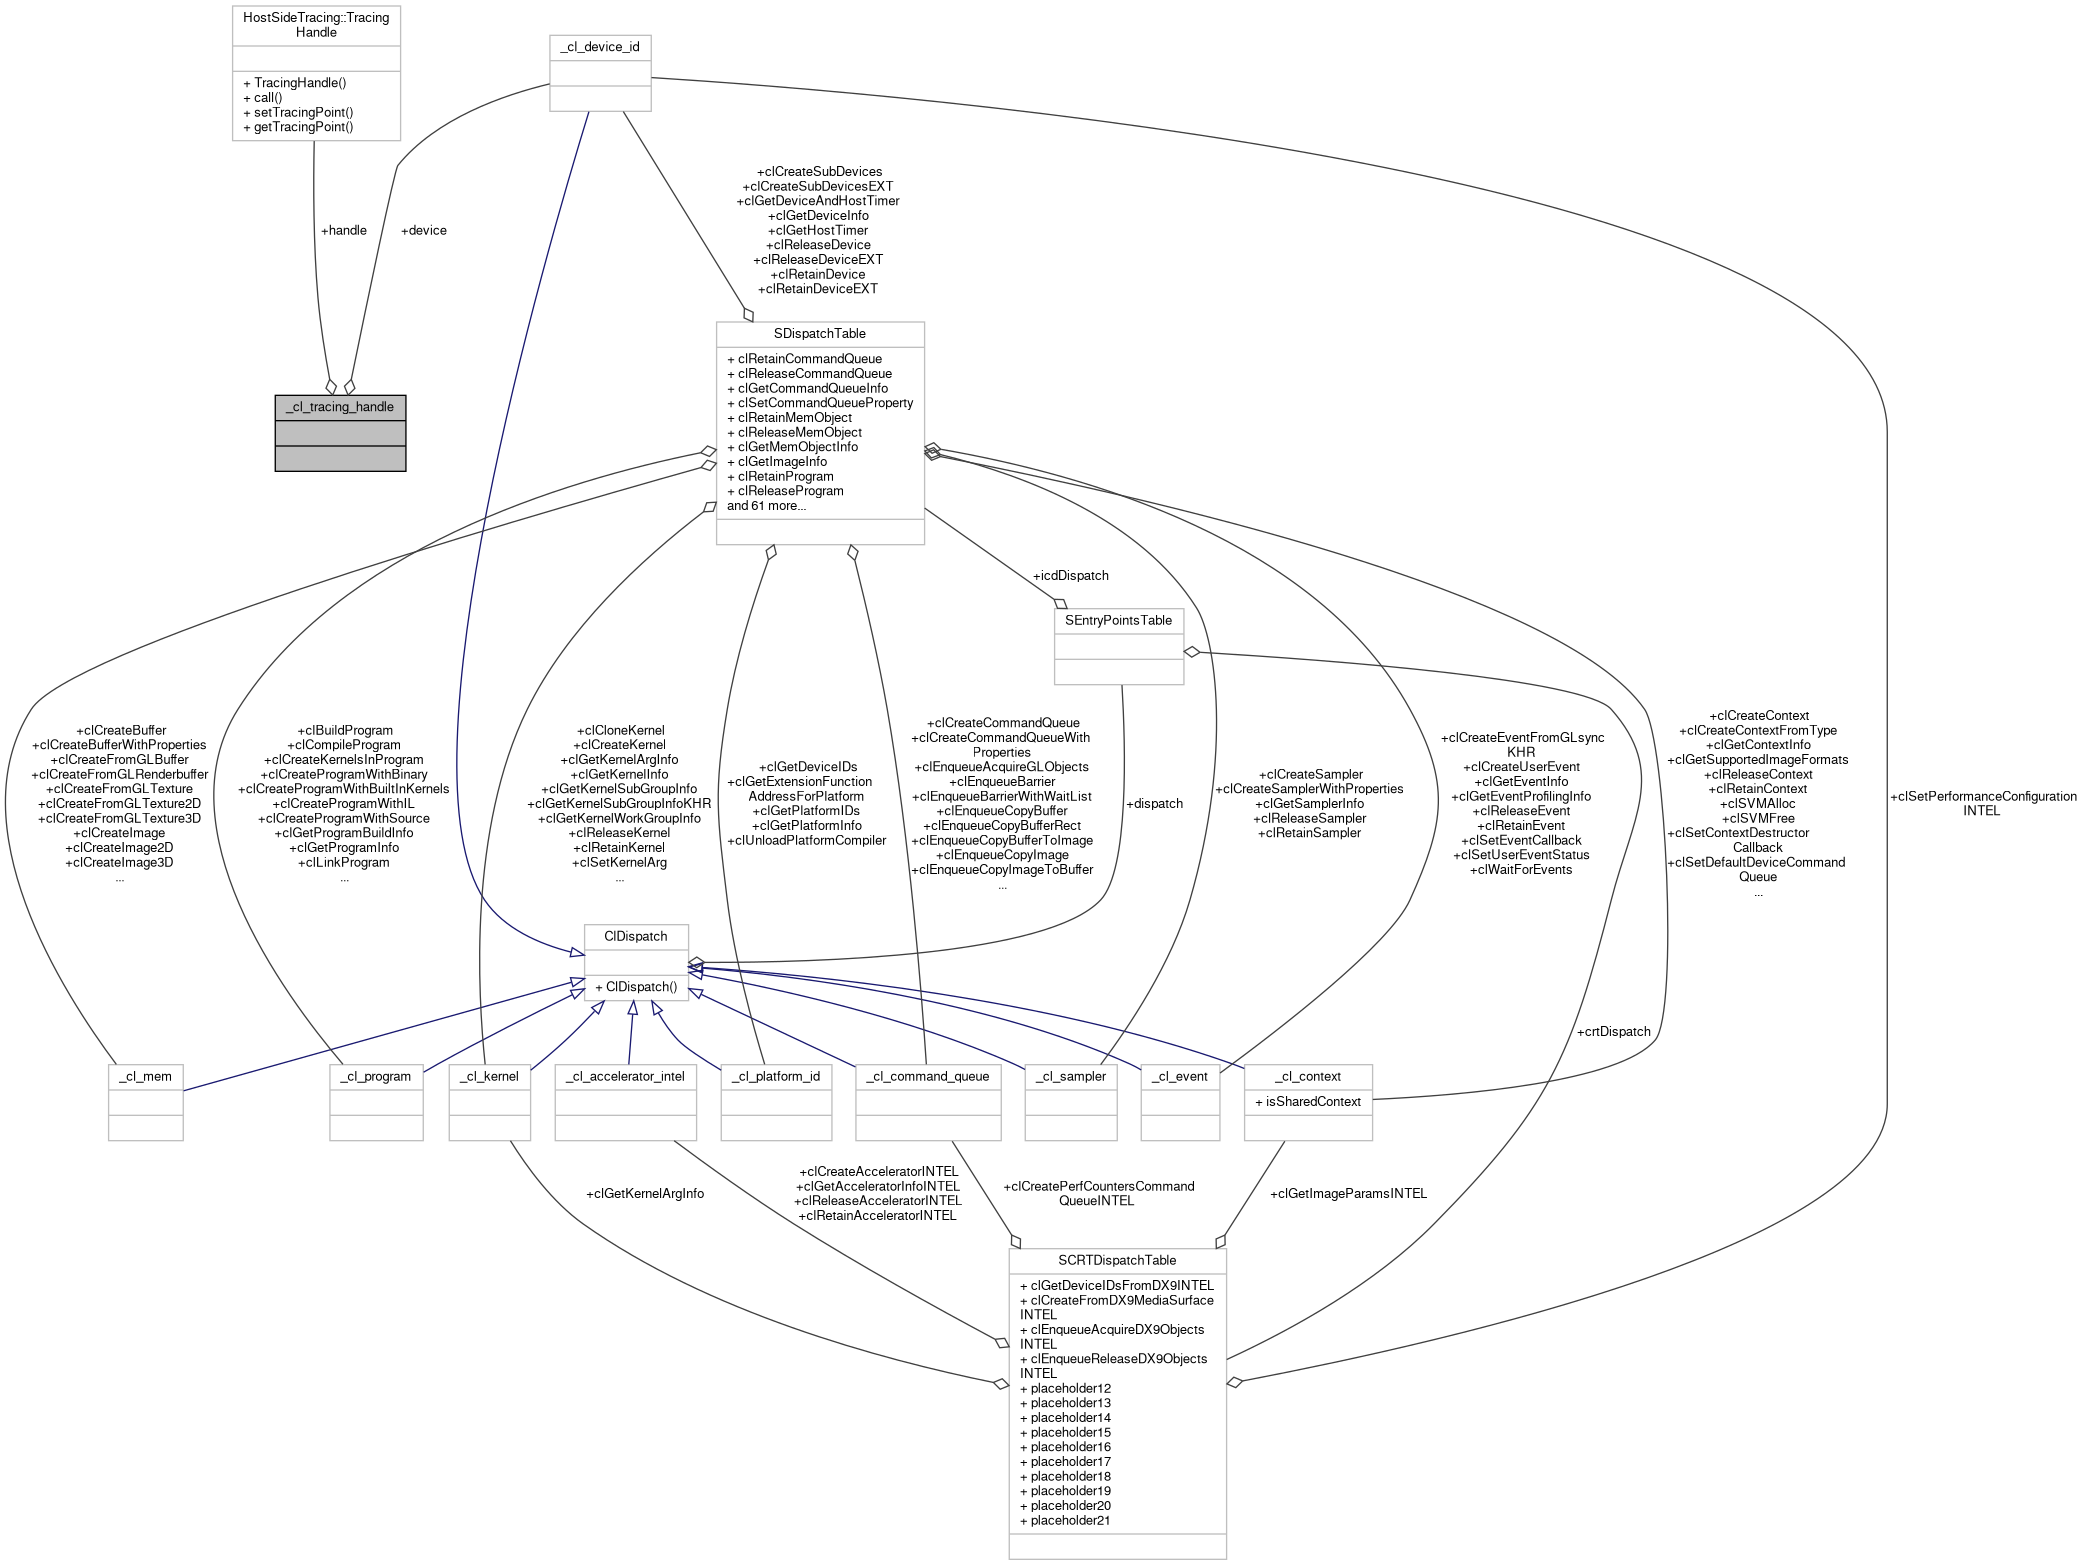 HostSideTracing::Tracing
Handle
+ TracingHandle()
+ call()
+ setTracingPoint()
+ getTracingPoint()
_cl_device_id
+clCreateSubDevices
+clCreateSubDevicesEXT
+clGetDeviceAndHostTimer
+clGetDeviceInfo
+clGetHostTimer
+clReleaseDevice
+clReleaseDeviceEXT
+clRetainDevice
+clRetainDeviceEXT
+handle
+device
_cl_tracing_handle
SDispatchTable
+ clRetainCommandQueue
+ clReleaseCommandQueue
+ clGetCommandQueueInfo
+ clSetCommandQueueProperty
+ clRetainMemObject
+ clReleaseMemObject
+ clGetMemObjectInfo
+ clGetImageInfo
+ clRetainProgram
+ clReleaseProgram
and 61 more...
+icdDispatch
SEntryPointsTable
+clCreateBuffer
+clCreateBufferWithProperties
+clCreateFromGLBuffer
+clCreateFromGLRenderbuffer
+clCreateFromGLTexture
+clCreateFromGLTexture2D
+clCreateFromGLTexture3D
+clCreateImage
+clCreateImage2D
+clCreateImage3D
...
+clBuildProgram
+clCompileProgram
+clCreateKernelsInProgram
+clCreateProgramWithBinary
+clCreateProgramWithBuiltInKernels
+clCreateProgramWithIL
+clCreateProgramWithSource
+clGetProgramBuildInfo
+clGetProgramInfo
+clLinkProgram
...
+clCloneKernel
+clCreateKernel
+clGetKernelArgInfo
+clGetKernelInfo
+clGetKernelSubGroupInfo
+clGetKernelSubGroupInfoKHR
+clGetKernelWorkGroupInfo
+clReleaseKernel
+clRetainKernel
+clSetKernelArg
...
+clGetDeviceIDs
+clGetExtensionFunction
AddressForPlatform
+clGetPlatformIDs
+clGetPlatformInfo
+clUnloadPlatformCompiler
+clCreateCommandQueue
+clCreateCommandQueueWith
Properties
+clEnqueueAcquireGLObjects
+clEnqueueBarrier
+clEnqueueBarrierWithWaitList
+clEnqueueCopyBuffer
+clEnqueueCopyBufferRect
+clEnqueueCopyBufferToImage
+clEnqueueCopyImage
+clEnqueueCopyImageToBuffer
...
+dispatch
+clCreateSampler
+clCreateSamplerWithProperties
+clGetSamplerInfo
+clReleaseSampler
+clRetainSampler
+clCreateEventFromGLsync
KHR
+clCreateUserEvent
+clGetEventInfo
+clGetEventProfilingInfo
+clReleaseEvent
+clRetainEvent
+clSetEventCallback
+clSetUserEventStatus
+clWaitForEvents
+clCreateContext
+clCreateContextFromType
+clGetContextInfo
+clGetSupportedImageFormats
+clReleaseContext
+clRetainContext
+clSVMAlloc
+clSVMFree
+clSetContextDestructor
Callback
+clSetDefaultDeviceCommand
Queue
...
+clSetPerformanceConfiguration
INTEL
ClDispatch
+ ClDispatch()
+crtDispatch
_cl_mem
_cl_program
_cl_kernel
_cl_accelerator_intel
_cl_platform_id
_cl_command_queue
_cl_sampler
_cl_event
_cl_context
+ isSharedContext
+clGetKernelArgInfo
+clCreateAcceleratorINTEL
+clGetAcceleratorInfoINTEL
+clReleaseAcceleratorINTEL
+clRetainAcceleratorINTEL
+clCreatePerfCountersCommand
QueueINTEL
+clGetImageParamsINTEL
SCRTDispatchTable
+ clGetDeviceIDsFromDX9INTEL
+ clCreateFromDX9MediaSurface
INTEL
+ clEnqueueAcquireDX9Objects
INTEL
+ clEnqueueReleaseDX9Objects
INTEL
+ placeholder12
+ placeholder13
+ placeholder14
+ placeholder15
+ placeholder16
+ placeholder17
+ placeholder18
+ placeholder19
+ placeholder20
+ placeholder21